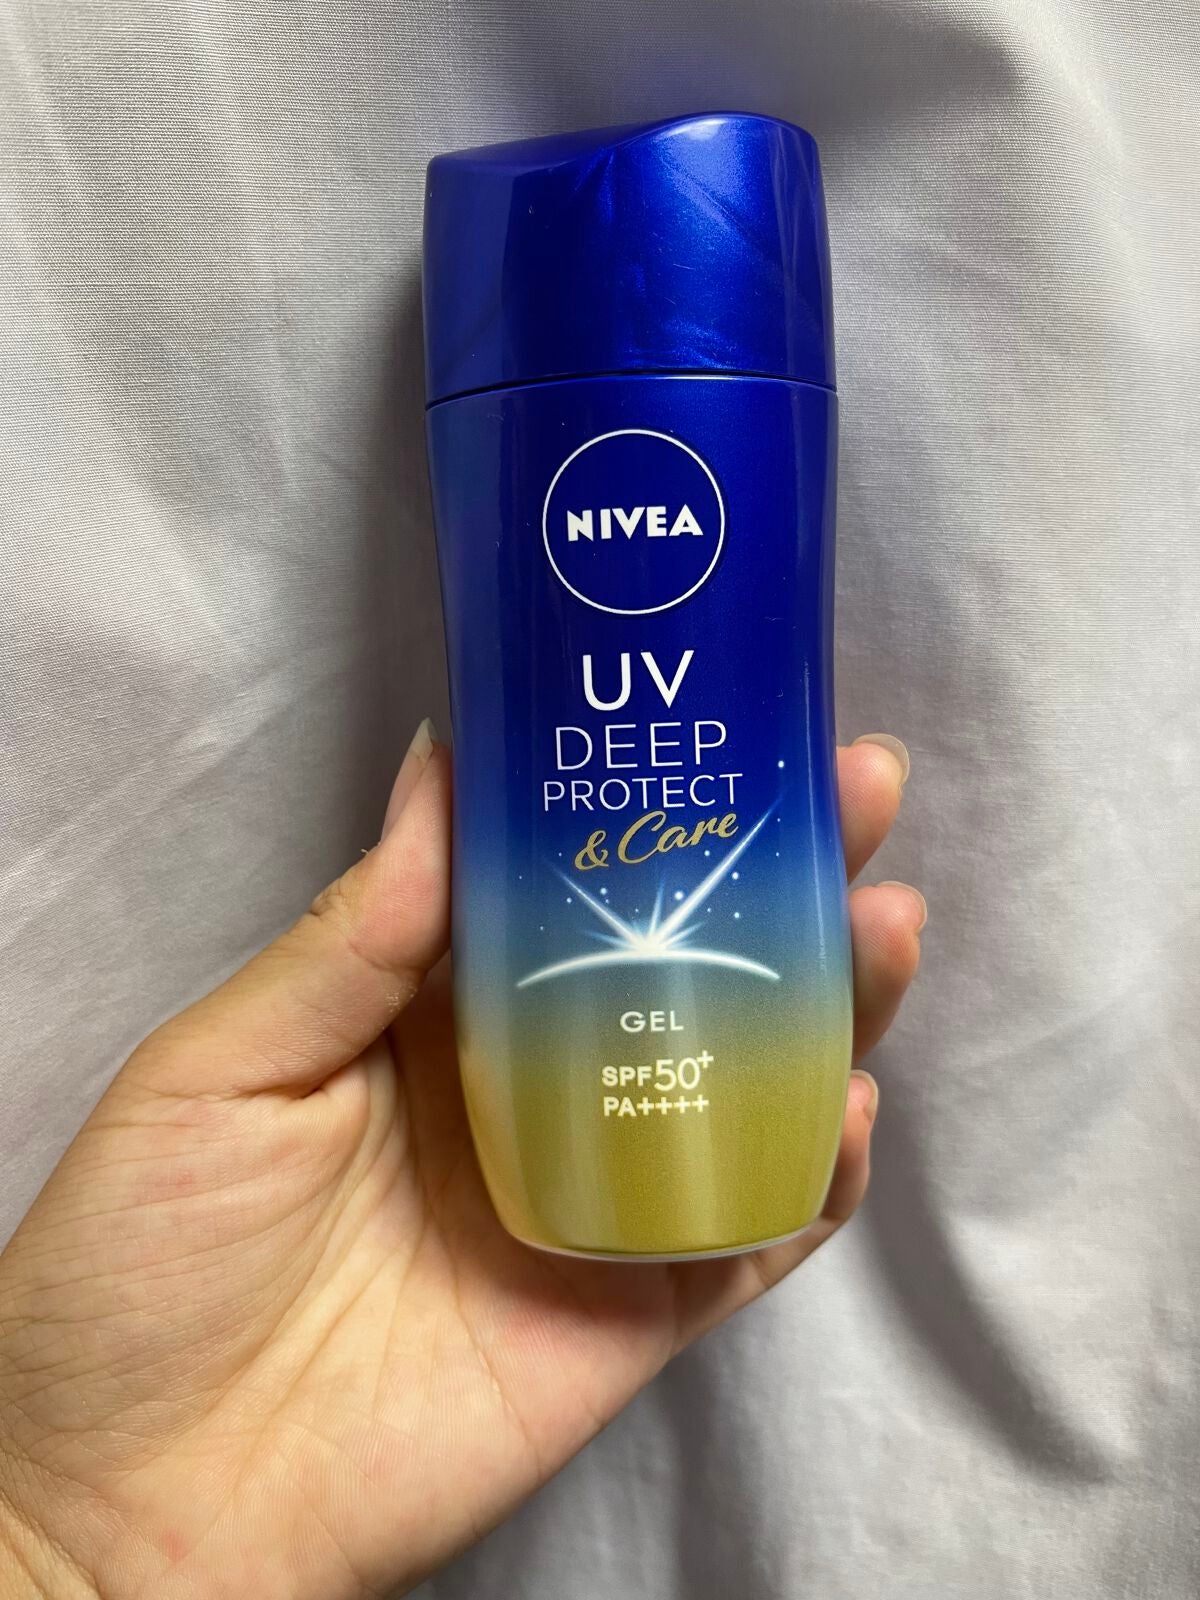 NIVEA
UV
DEEP
PROTECT
& Care
GEL
SPF50+
PA++++